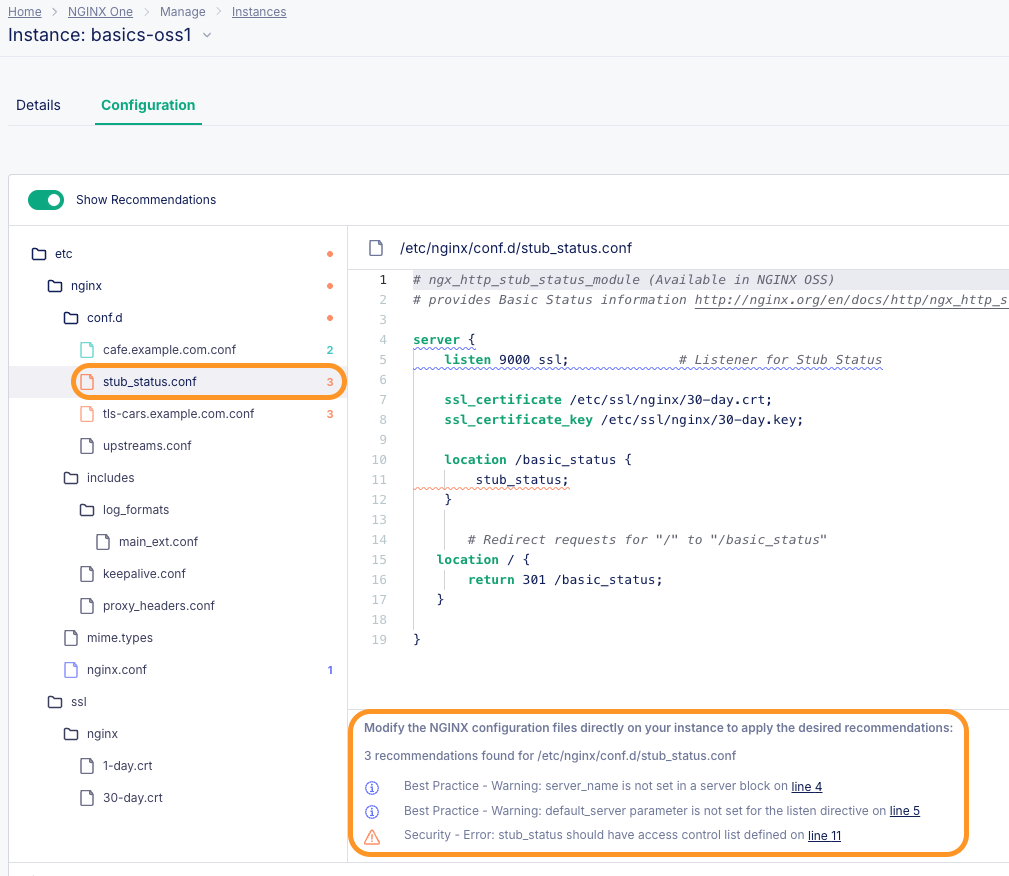 Home > NGINX One > Manage > Instances
Instance: basics-oss1
Details Configuration
Show Recommendations
etc
nginx
conf.d
cafe.example.com.conf 2
stub_status.conf 3
tls-cars.example.com.conf 3
upstreams.conf
includes
log_formats
main_ext.conf
keepalive.conf
proxy_headers.conf
mime.types
nginx.conf 1
ssl
nginx
1-day.crt
30-day.crt
/etc/nginx/conf.d/stub_status.conf
1 # ngx_http_stub_status_module (Available in NGINX OSS)
2 # provides Basic Status information http://nginx.org/en/docs/http/ngx_http_s
3
4 server {
5     listen 9000 ssl;              # Listener for Stub Status
6
7     ssl_certificate /etc/ssl/nginx/30-day.crt;
8     ssl_certificate_key /etc/ssl/nginx/30-day.key;
9
10     location /basic_status {
11         stub_status;
12     }
13
14        # Redirect requests for "/" to "/basic_status"
15    location / {
16        return 301 /basic_status;
17    }
18
19 }
Modify the NGINX configuration files directly on your instance to apply the desired recommendations:
3 recommendations found for /etc/nginx/conf.d/stub_status.conf
Best Practice - Warning: server_name is not set in a server block on line 4
Best Practice - Warning: default_server parameter is not set for the listen directive on line 5
Security - Error: stub_status should have access control list defined on line 11